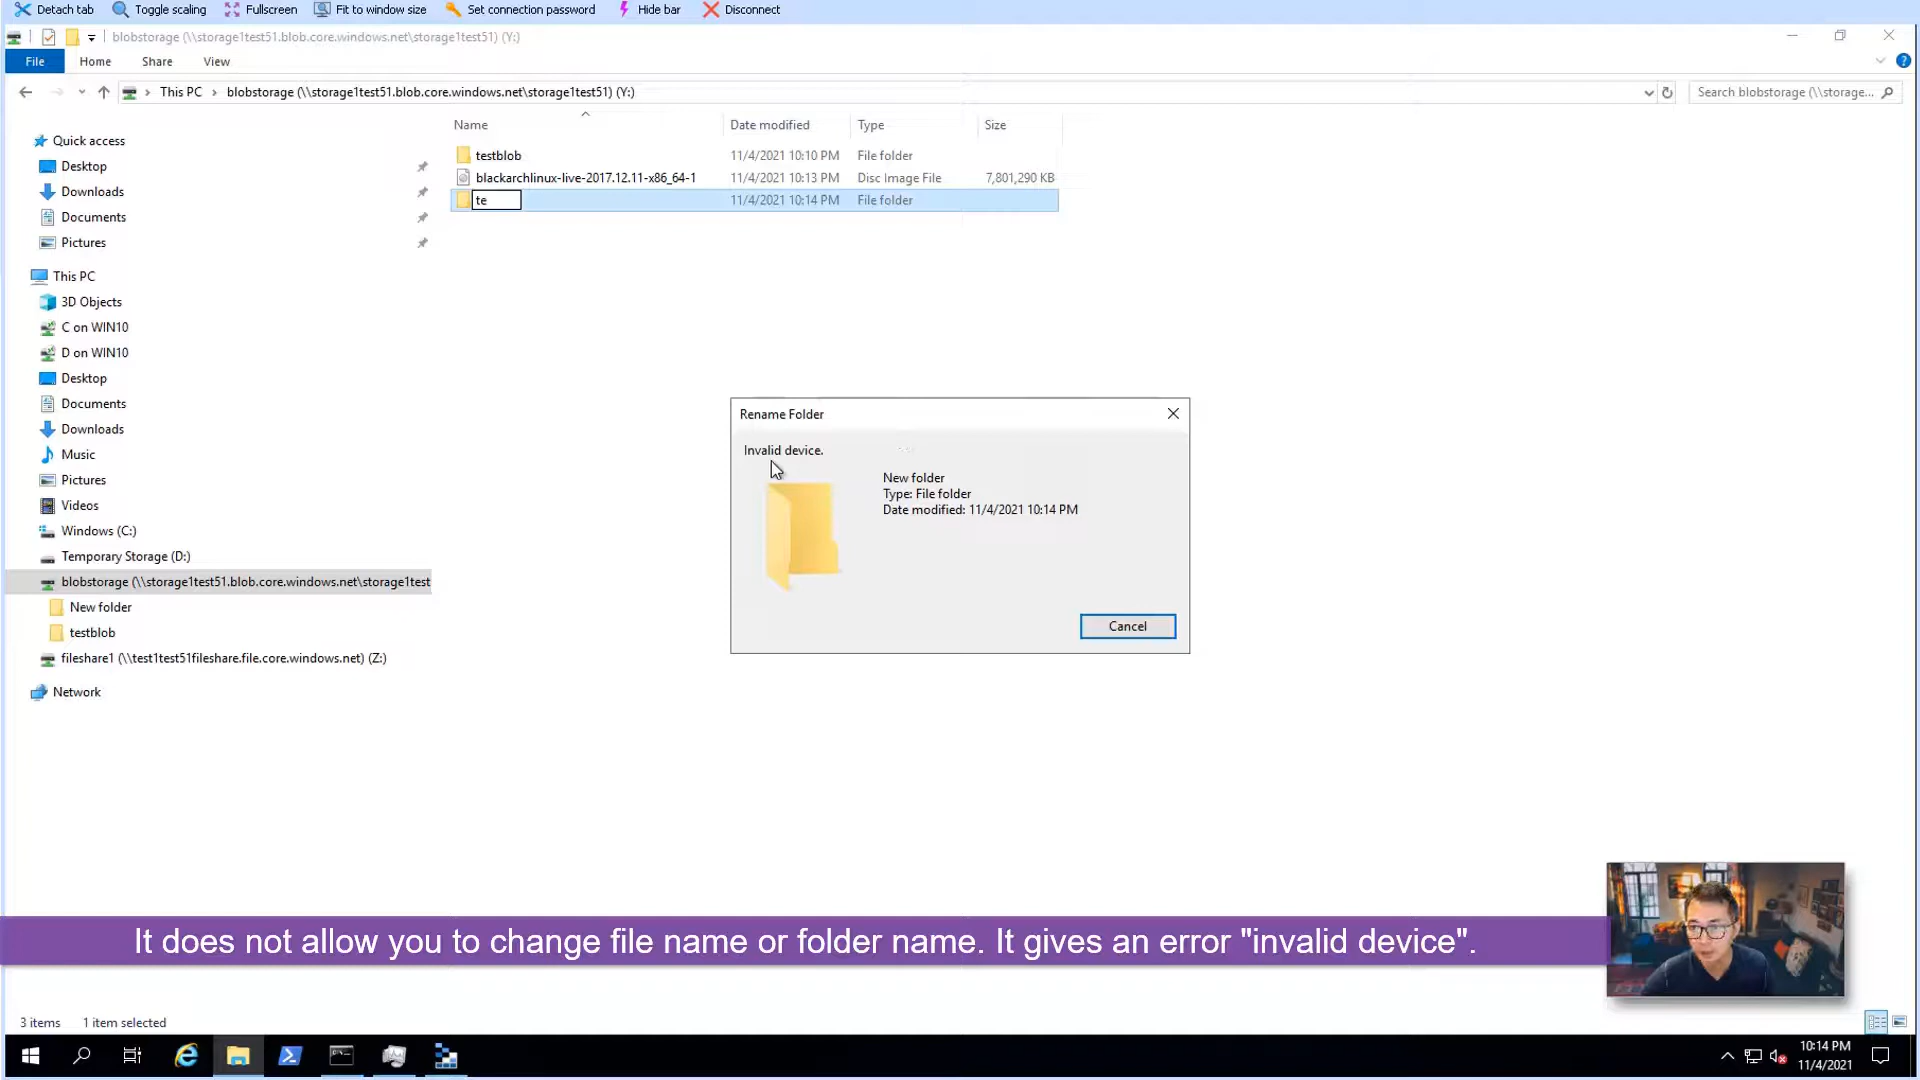 Detach tab Toggle scaling Fullscreen Fit to window size Set connection password Hide bar Disconnect
blobstorage (\\storage1test51.blob.core.windows.net\storage1test51) (Y:)
File Home Share View
This PC blobstorage (\\storage1test51.blob.core.windows.net\storage1test51) (Y:) Search blobstorage (\\storage...
Name Date modified Type Size
testblob 11/4/2021 10:10 PM File folder
blackarchlinux-live-2017.12.11-x86_64-1 11/4/2021 10:13 PM Disc Image File 7,801,290 KB
te 11/4/2021 10:14 PM File folder
Quick access
Desktop
Downloads
Documents
Pictures
This PC
3D Objects
C on WIN10
D on WIN10
Desktop
Documents
Downloads
Music
Pictures
Videos
Windows (C:)
Temporary Storage (D:)
blobstorage (\\storage1test51.blob.core.windows.net\storage1test
New folder
testblob
fileshare1 (\\test1test51fileshare.file.core.windows.net) (Z:)
Network
Rename Folder
Invalid device.
New folder
Type: File folder
Date modified: 11/4/2021 10:14 PM
Cancel
It does not allow you to change file name or folder name. It gives an error "invalid device".
3 items 1 item selected
10:14 PM
11/4/2021